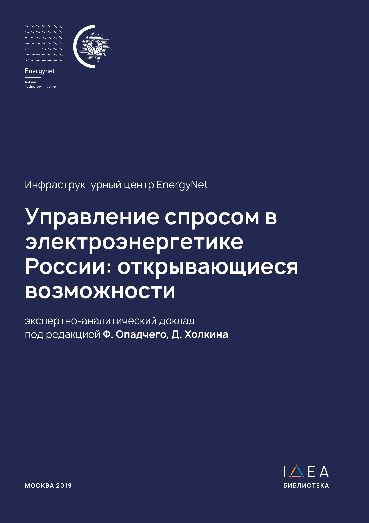 Energynet
Инфраструктурный центр EnergyNet
Управление спросом в
электроэнергетике
России: открывающиеся
возможности
экспертно-аналитический доклад
под редакцией Ф. Опадчего, Д. Холкина
IDEA
БИБЛИОТЕКА
МОСКВА 2019